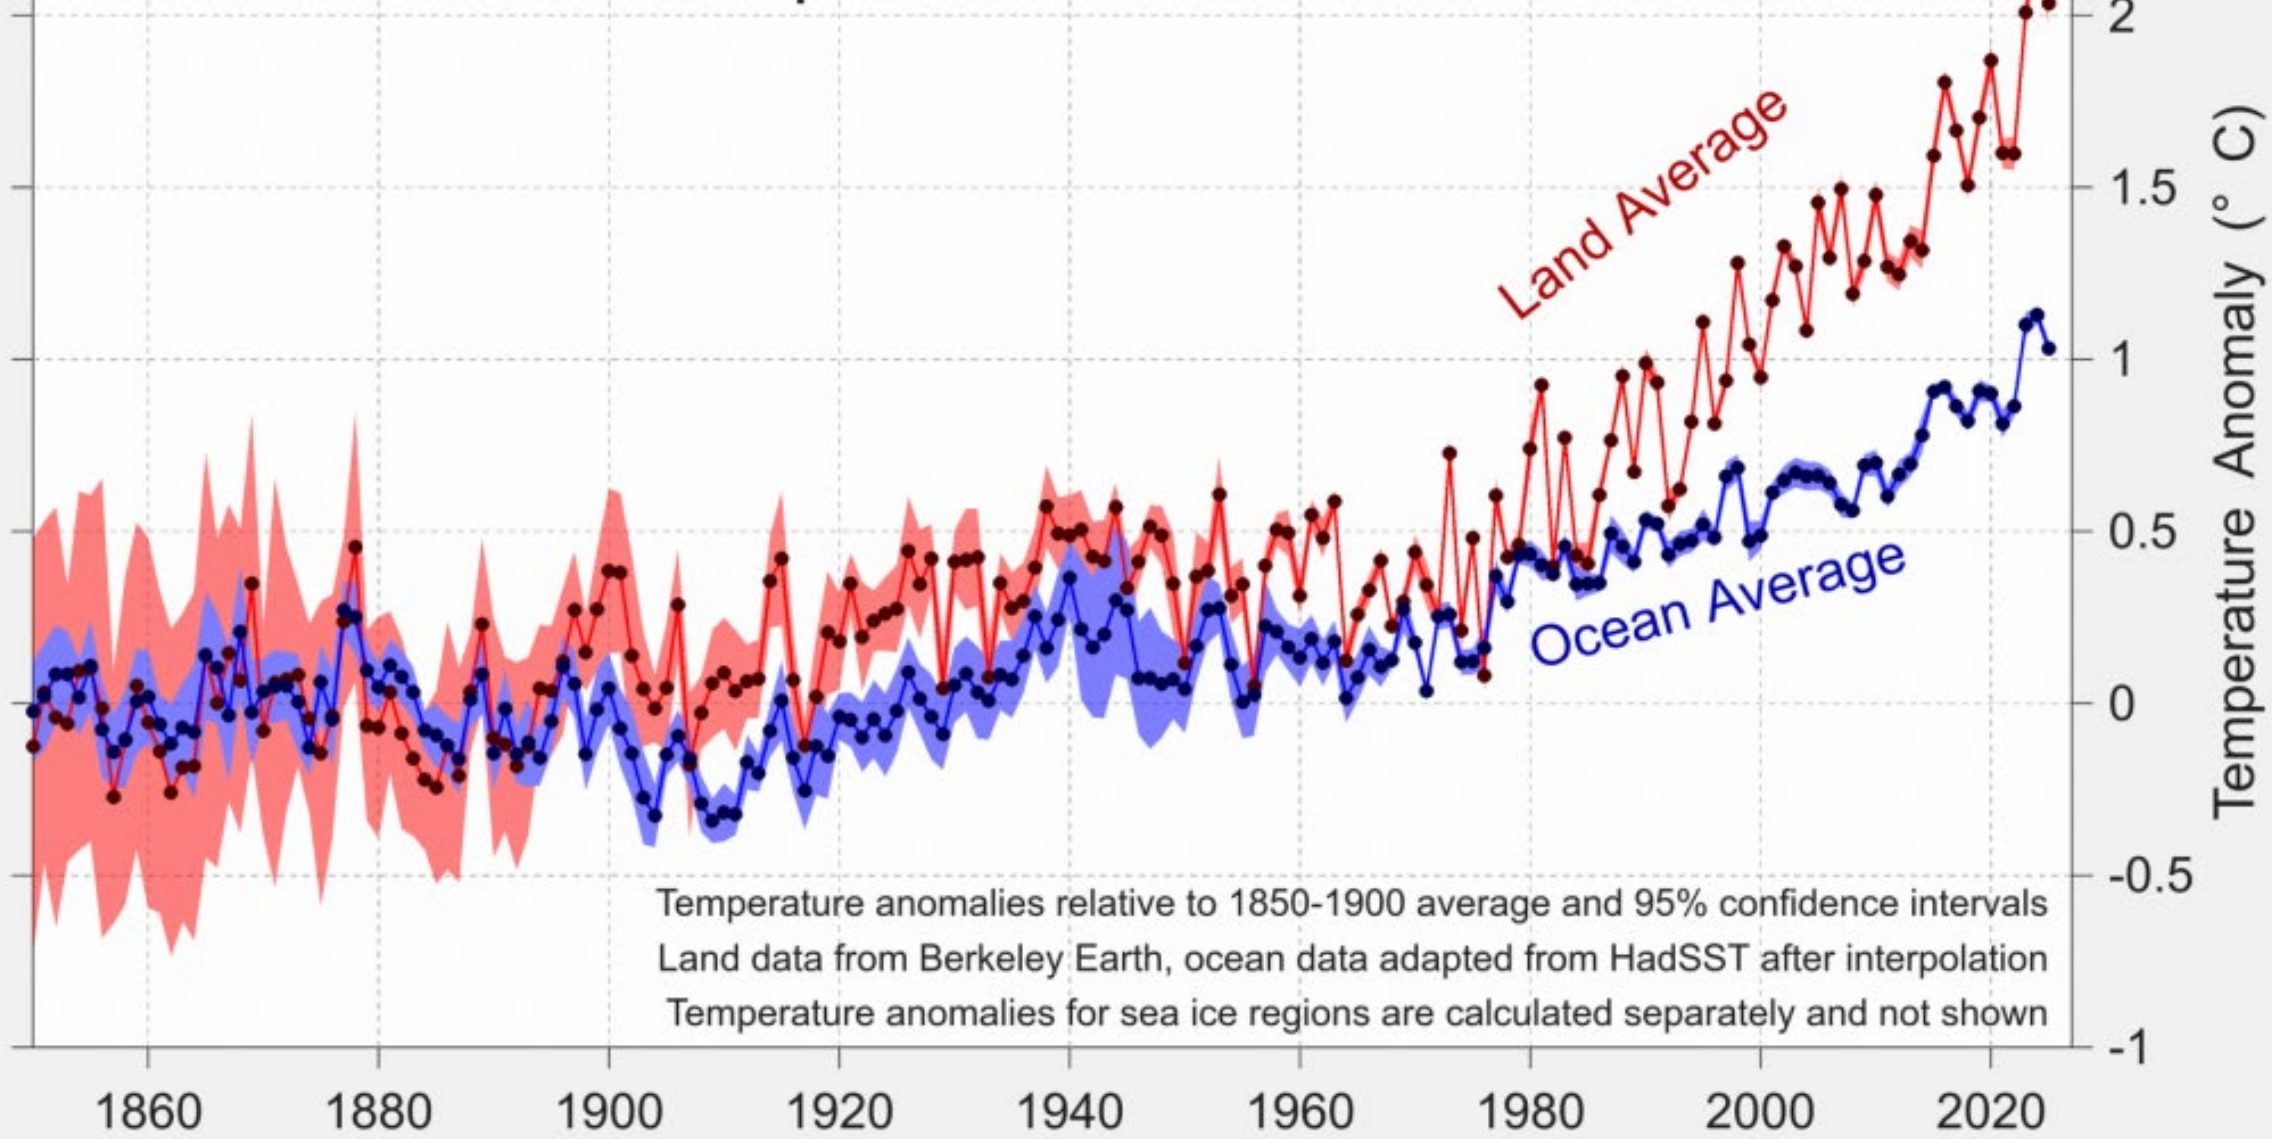 2
Land Average
1.5
Temperature Anomaly (° C)
1
0.5
Ocean Average
0
-0.5
Temperature anomalies relative to 1850-1900 average and 95% confidence intervals
Land data from Berkeley Earth, ocean data adapted from HadSST after interpolation
Temperature anomalies for sea ice regions are calculated separately and not shown
-1
1860 1880 1900 1920 1940 1960 1980 2000 2020